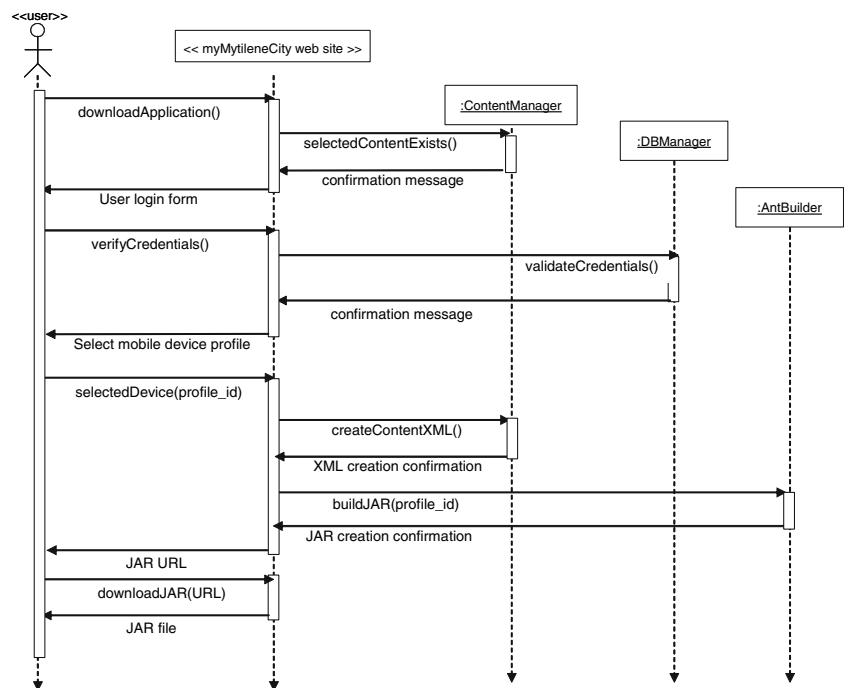 <<user>>
<< myMytileneCity web site >>
:ContentManager
:DBManager
:AntBuilder
downloadApplication()
selectedContentExists()
confirmation message
User login form
verifyCredentials()
validateCredentials()
confirmation message
Select mobile device profile
selectedDevice(profile_id)
createContentXML()
XML creation confirmation
buildJAR(profile_id)
JAR creation confirmation
JAR URL
downloadJAR(URL)
JAR file